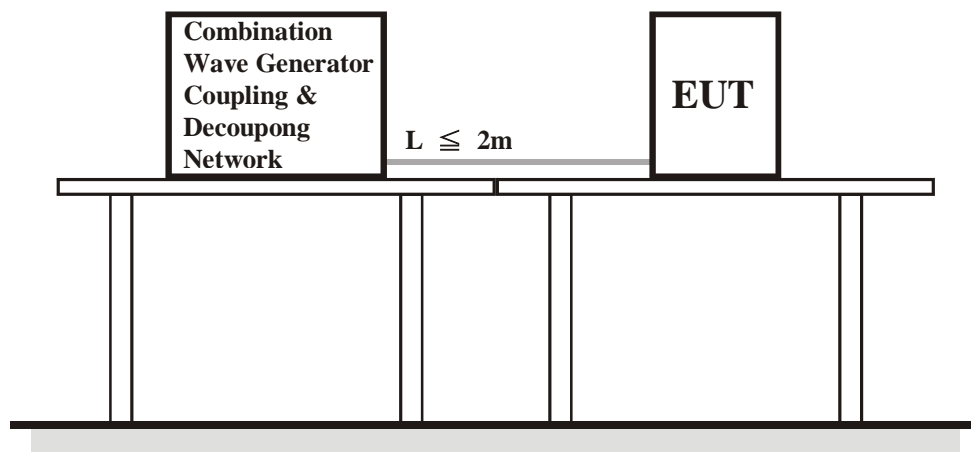 Combination
Wave Generator
Coupling &
Decoupong
Network
EUT
L ≦ 2m